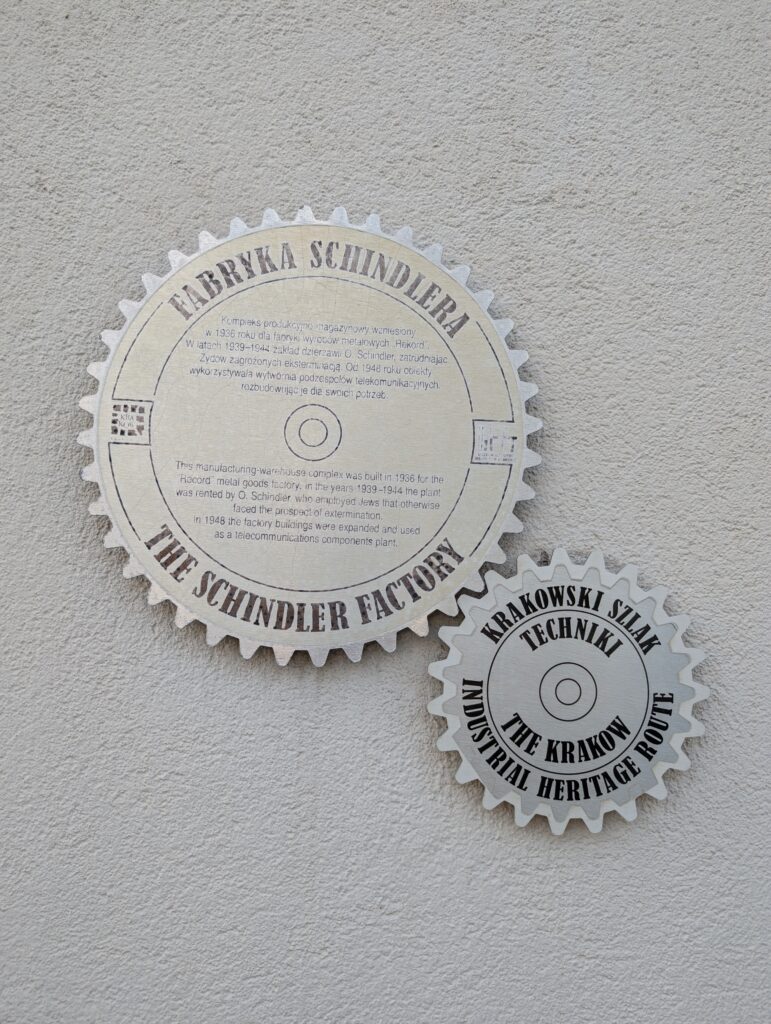 FABRYKA SCHINDLERA
Kompleks produkcyjno-magazynowy wzniesiony
w 1936 roku dla fabryki wyrobów metalowych „Rekord”.
W latach 1939–1944 zakład dzierżawił O. Schindler, zatrudniając
Żydów zagrożonych eksterminacją. Od 1948 roku obiekty
wykorzystywała wytwórnia podzespołów telekomunikacyjnych,
rozbudowując je dla swoich potrzeb.
KRA
KÓW
This manufacturing-warehouse complex was built in 1936 for the
“Record” metal goods factory, in the years 1939–1944 the plant
was rented by O. Schindler who employed Jews that otherwise
faced the prospect of extermination.
In 1948 the factory buildings were expanded and used
as a telecommunications components plant.
THE SCHINDLER FACTORY
KRAKOWSKI SZLAK
TECHNIKI
THE KRAKOW
INDUSTRIAL HERITAGE ROUTE